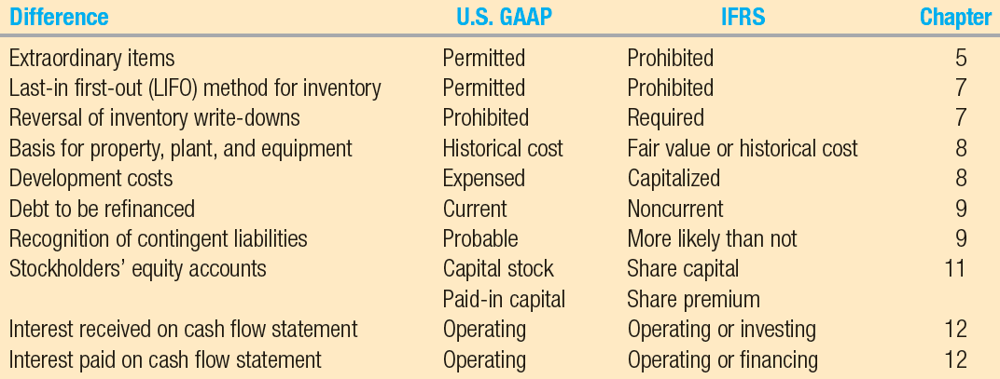 Difference U.S. GAAP IFRS Chapter
Extraordinary items Permitted Prohibited 5
Last-in first-out (LIFO) method for inventory Permitted Prohibited 7
Reversal of inventory write-downs Prohibited Required 7
Basis for property, plant, and equipment Historical cost Fair value or historical cost 8
Development costs Expensed Capitalized 8
Debt to be refinanced Current Noncurrent 9
Recognition of contingent liabilities Probable More likely than not 9
Stockholders’ equity accounts Capital stock Share capital 11
Paid-in capital Share premium
Interest received on cash flow statement Operating Operating or investing 12
Interest paid on cash flow statement Operating Operating or financing 12